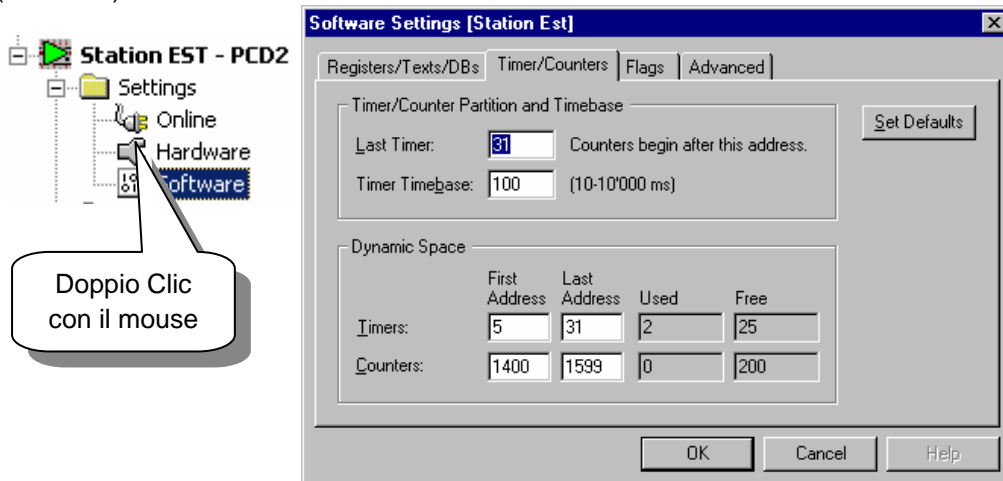 Station EST - PCD2
Settings
Online
Hardware
Software
Doppio Clic
con il mouse
Software Settings [Station Est]
Registers/Texts/DBs Timer/Counters Flags Advanced
Timer/Counter Partition and Timebase
Last Timer: 31 Counters begin after this address.
Timer Timebase: 100 (10-10'000 ms)
Set Defaults
Dynamic Space
First Last
Address Address Used Free
Timers: 5 31 2 25
Counters: 1400 1599 0 200
OK Cancel Help